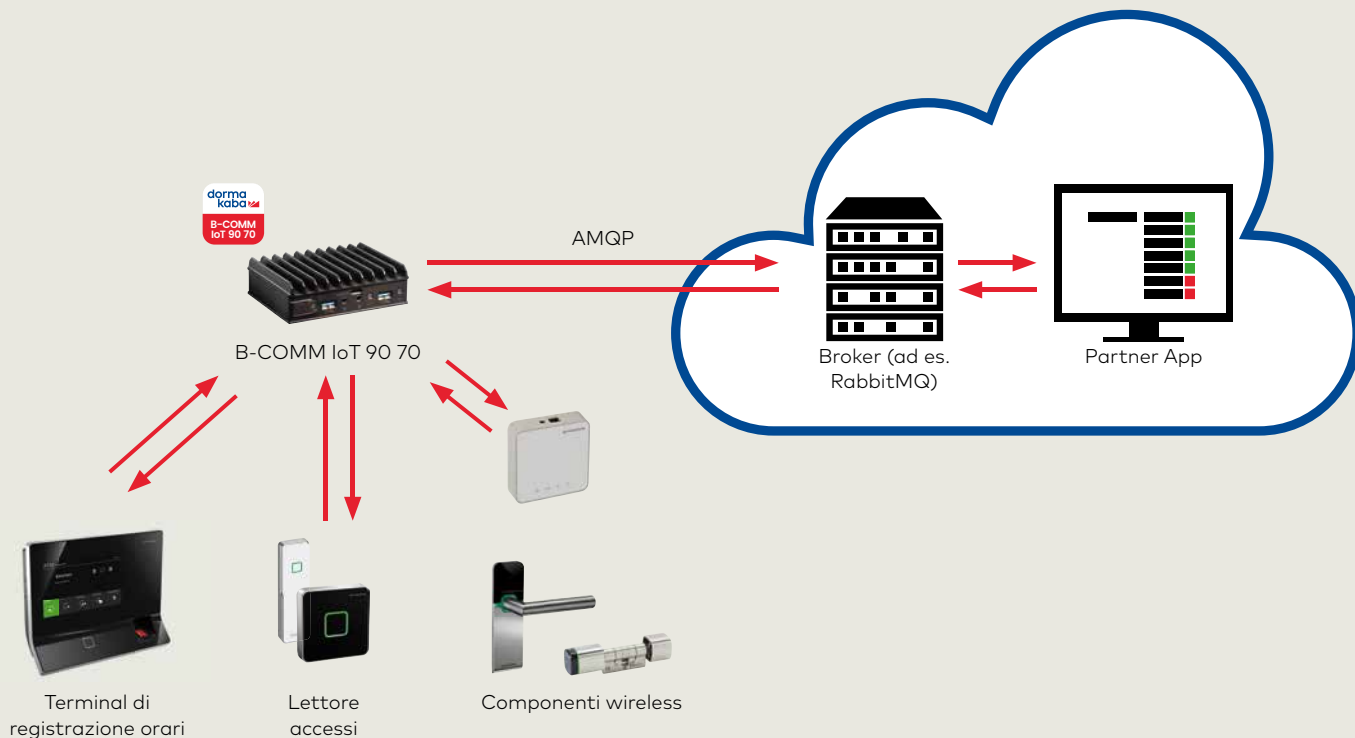 dorma
kaba
B-COMM
IoT 90 70
AMQP
B-COMM IoT 90 70
Broker (ad es.
RabbitMQ)
Partner App
Terminal di
registrazione orari
Lettore
accessi
Componenti wireless